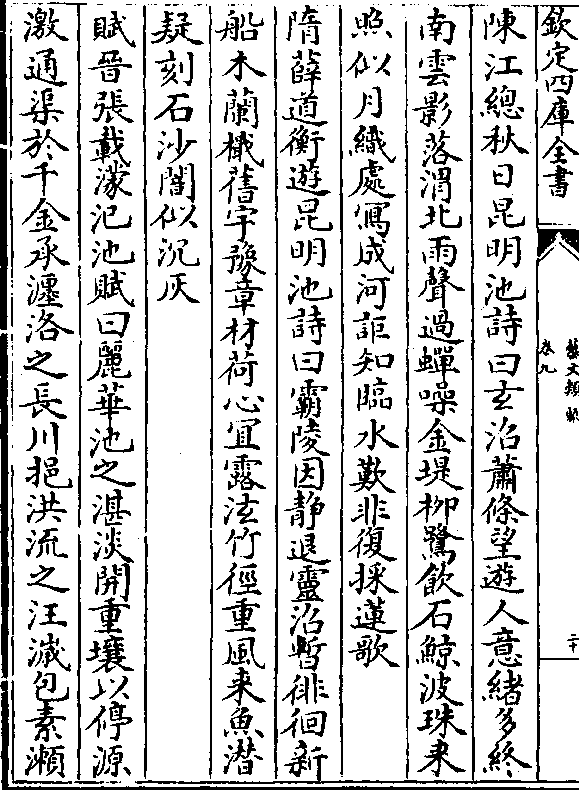 欽定四庫全書
藝文類聚
卷九
二十
陳江總秋日昆明池詩曰玄沼蕭條望遊人意緒多終
南雲影落渭北雨聲過蟬噪金堤柳鷺飲石鯨波珠来
照似月織處寫成河詎知臨水歎非復採蓮歌
隋薛道衡遊昆明池詩曰霸陵因静退靈沼暫徘徊新
船木蘭檝舊宇豫章材荷心宜露泫竹徑重風来魚潜
疑刻石沙闇似沉灰
賦晉張載濛汜池賦曰麗華池之湛淡開重壤以停源
激通渠於千金承瀍洛之長川挹洪流之汪濊包素瀨